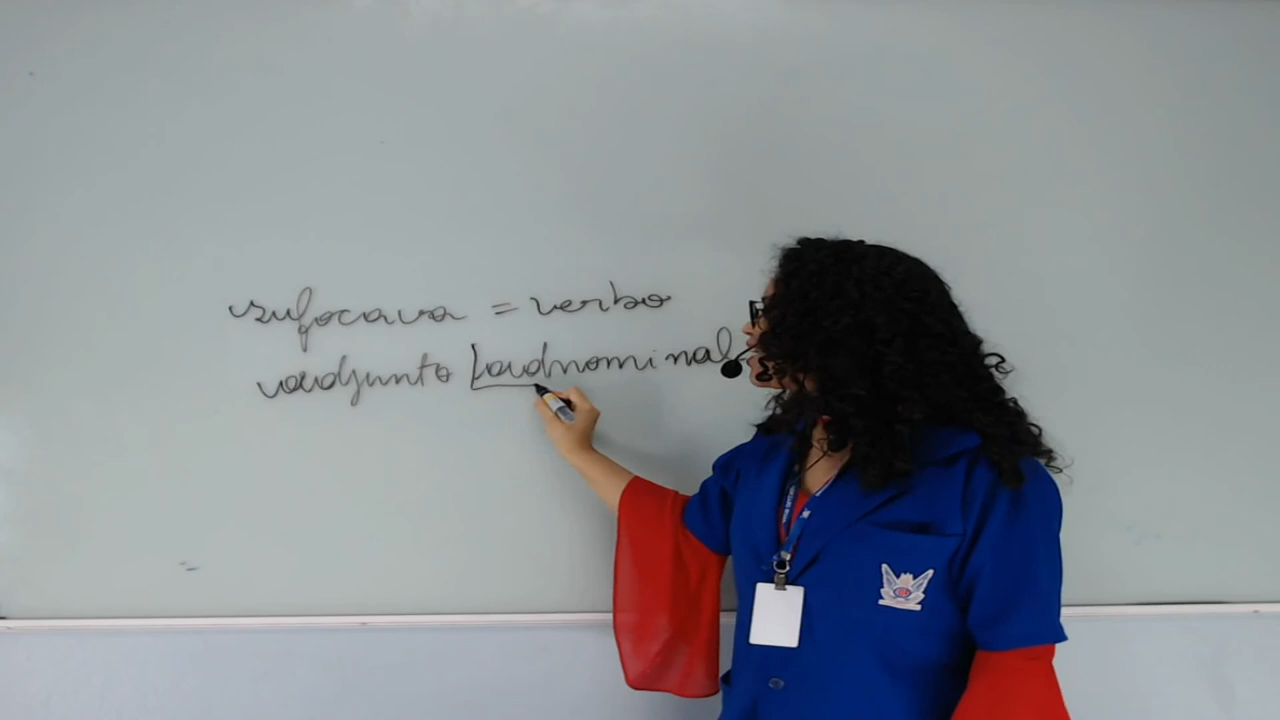 sufocava = verbo
adjunto adnominal